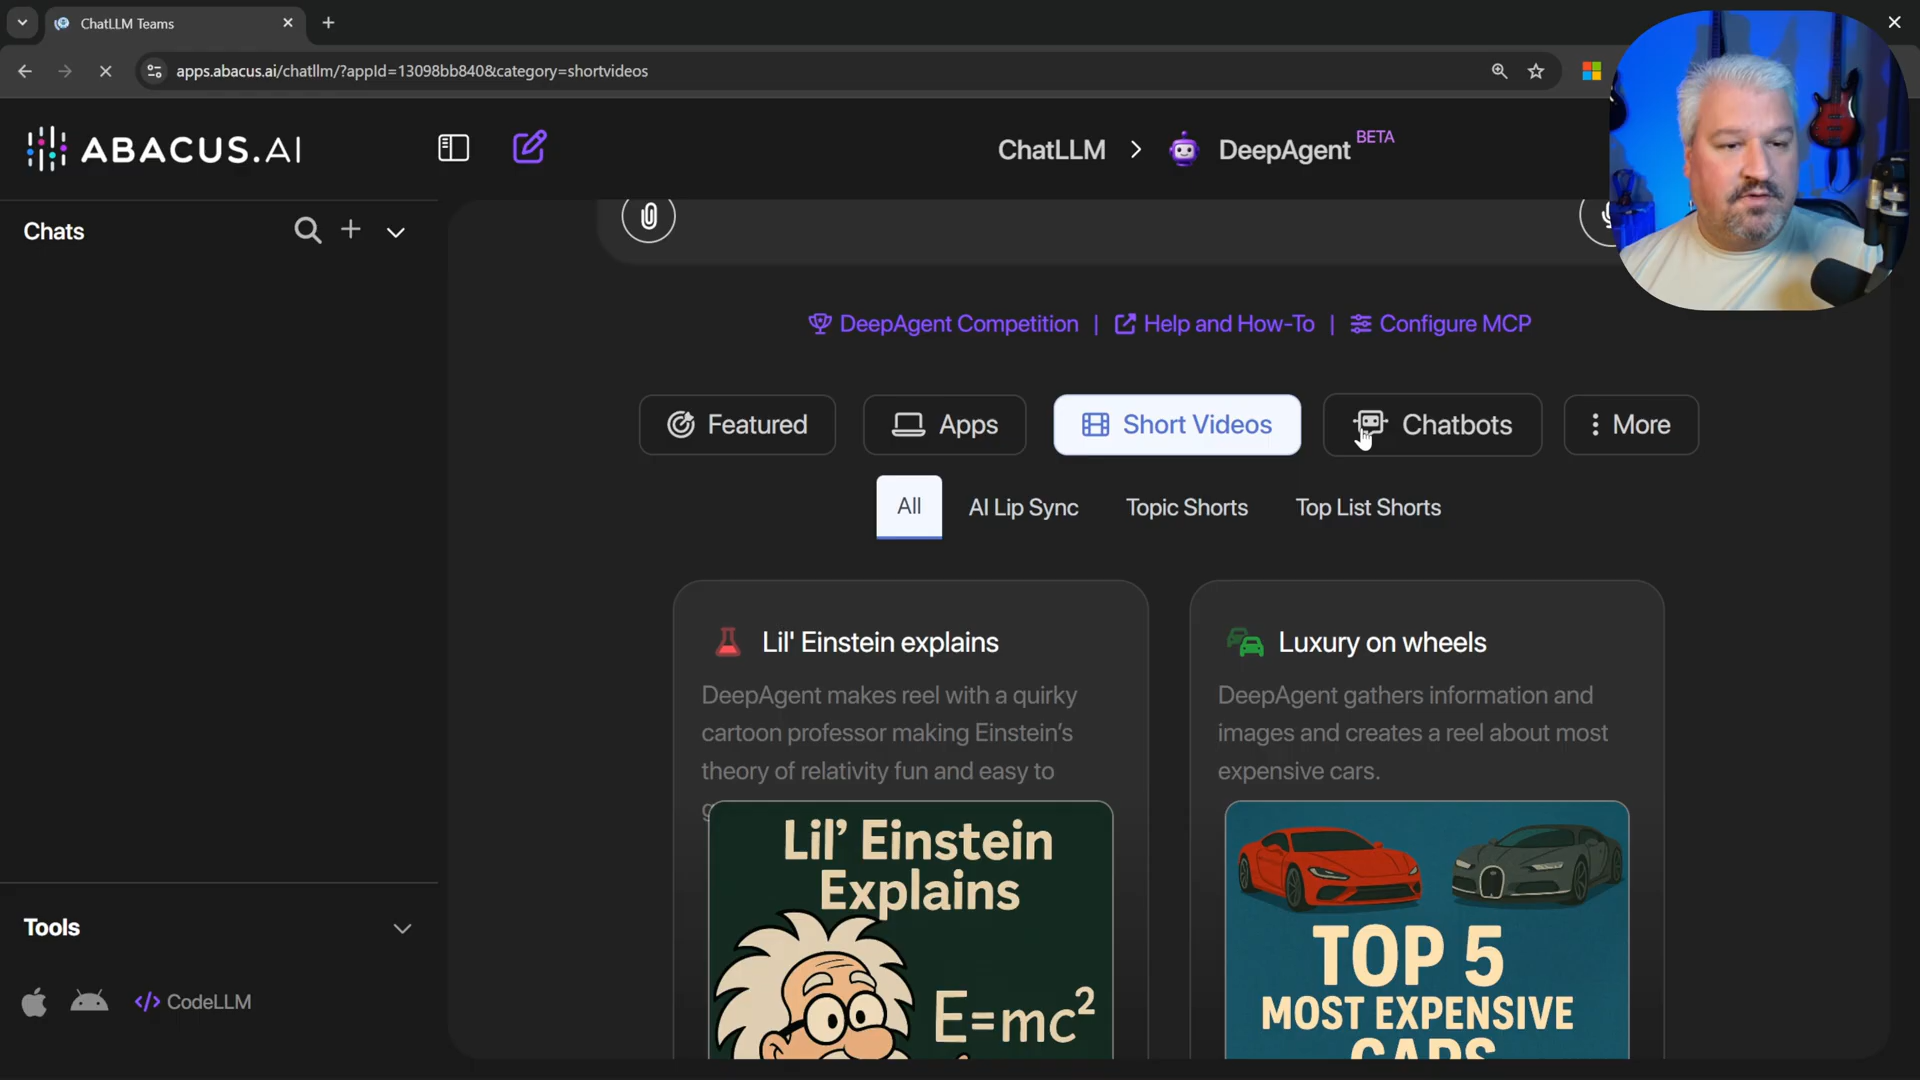 ChatLLM Teams
apps.abacus.ai/chatllm/?appId=13098bb840&category=shortvideos
ABACUS.AI
ChatLLM > DeepAgent BETA
Chats
DeepAgent Competition | Help and How-To | Configure MCP
Featured
Apps
Short Videos
Chatbots
More
All
AI Lip Sync
Topic Shorts
Top List Shorts
Lil' Einstein explains
DeepAgent makes reel with a quirky
cartoon professor making Einstein's
theory of relativity fun and easy to
Lil' Einstein
Explains
E=mc²
Luxury on wheels
DeepAgent gathers information and
images and creates a reel about most
expensive cars.
TOP 5
MOST EXPENSIVE
CARS
Tools
</> CodeLLM